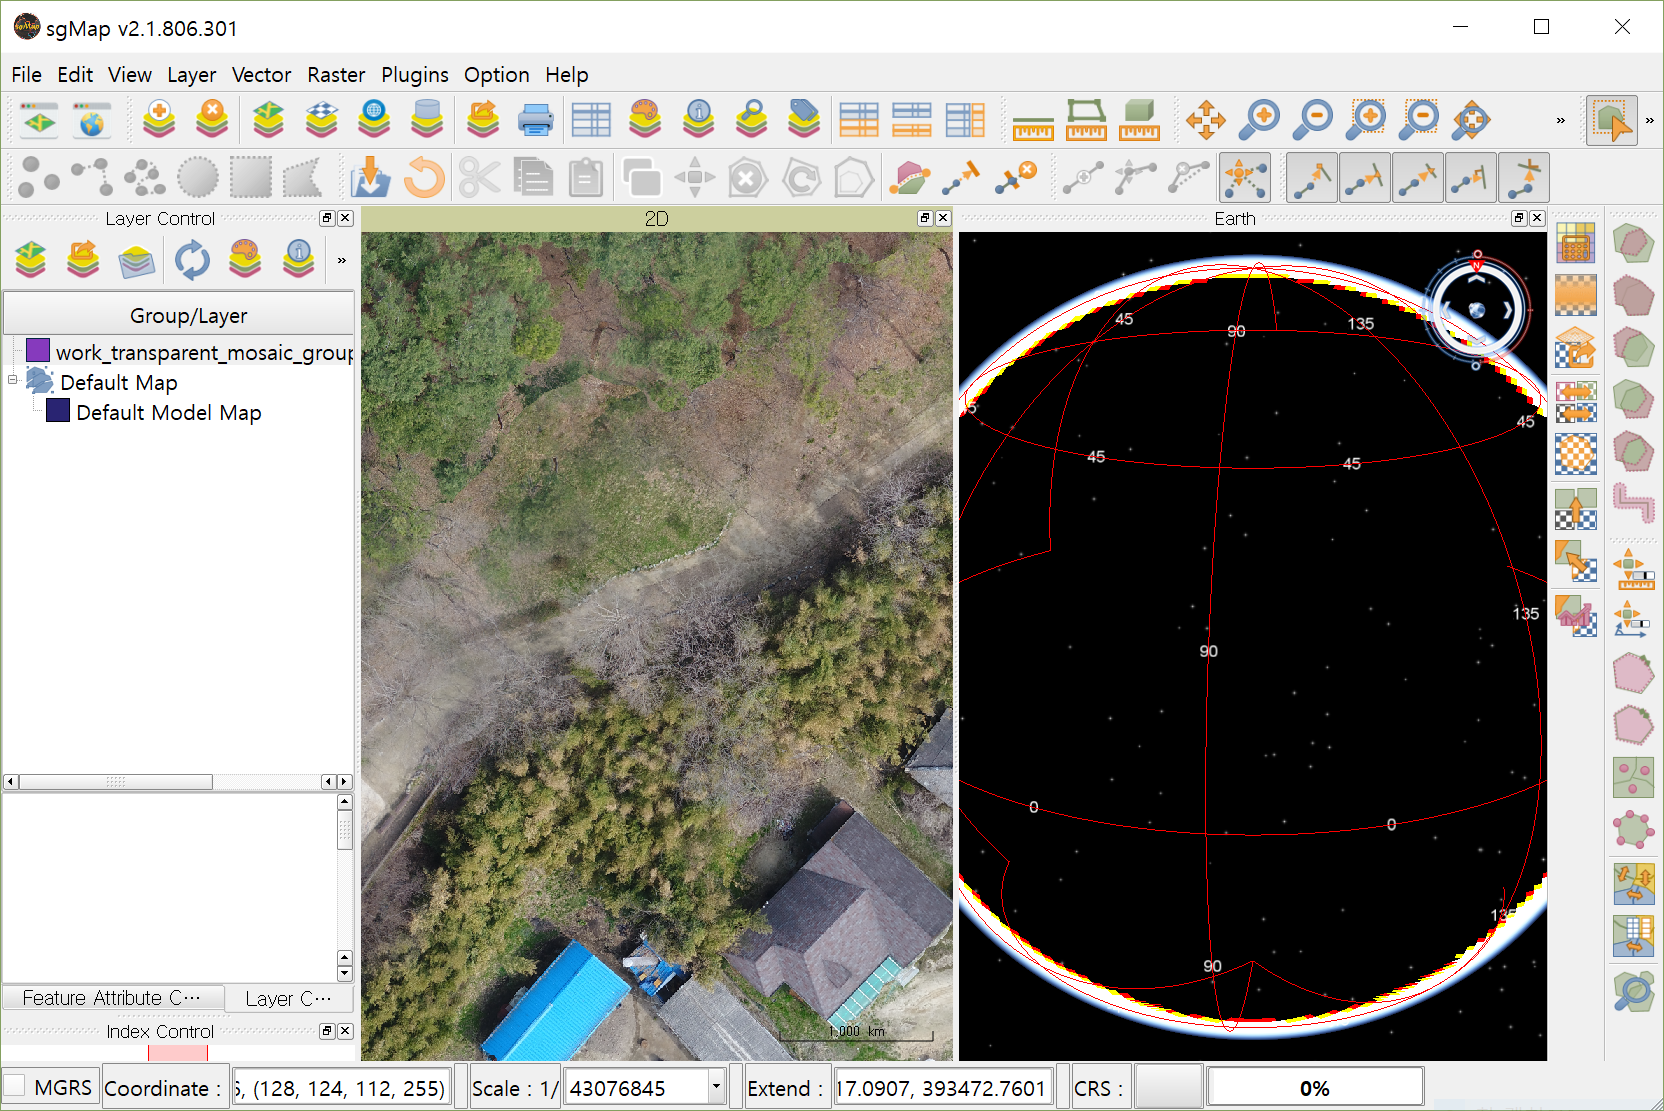 sgMap v2.1.806.301
File Edit View Layer Vector Raster Plugins Option Help
Layer Control
2D
Earth
Group/Layer
work_transparent_mosaic_group
Default Map
Default Model Map
N
45
90
135
45
45
45
135
90
0
0
90
135
1,000 km
Feature Attribute C⋯
Layer C⋯
Index Control
MGRS
Coordinate :
, (128, 124, 112, 255)
Scale : 1/
43076845
Extend :
17.0907, 393472.7601
CRS :
0%